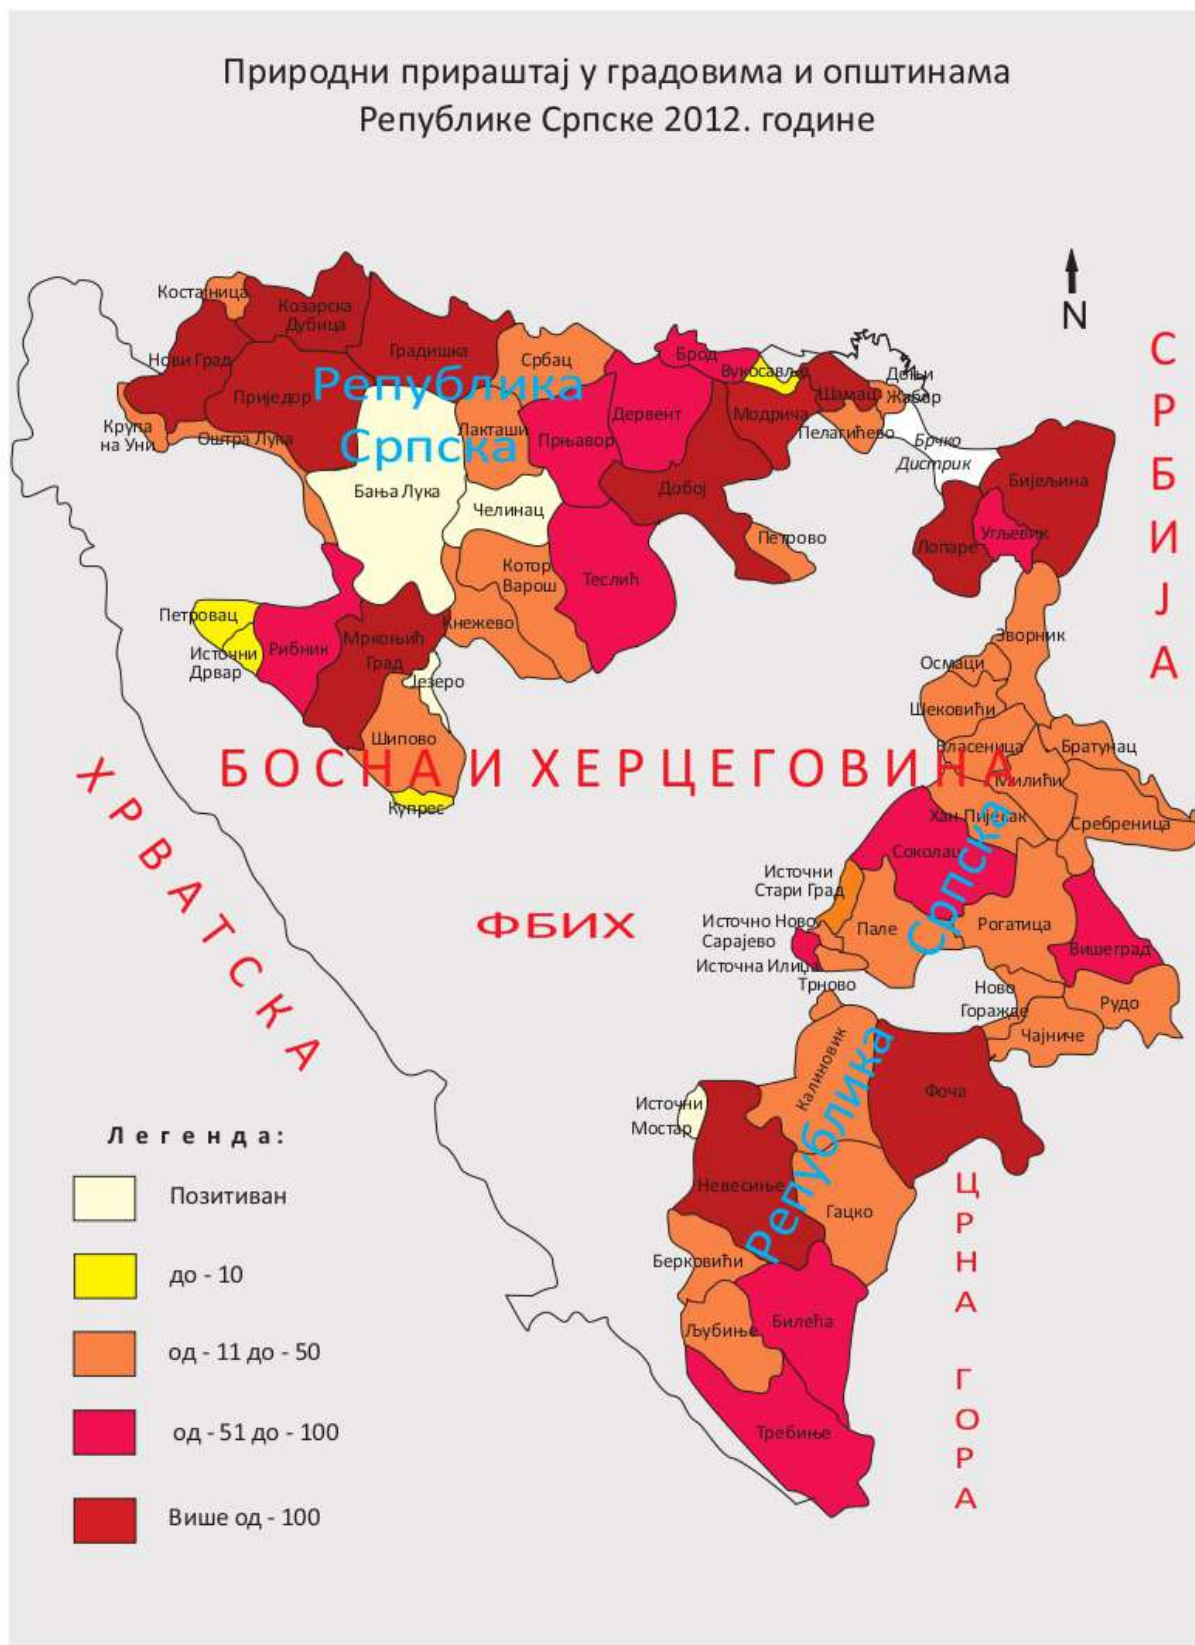 Природни прираштај у градовима и општинама
Републике Српске 2012. године
N
СРБИЈА
Костајница
Козарска
Дубица
Нови Град
Градишка
Србац
Брод
Вукосавље
Шамац
Доњи
Жабар
Приједор
Република
Српска
Крупа
на Уни
Оштра Лука
Лакташи
Прњавор
Дервент
Модрича
Пелагићево
Брчко
Дистрик
Бања Лука
Челинац
Добој
Бијељина
Петрово
Лопаре
Угљевик
Котор
Варош
Теслић
Петровац
Источни
Дрвар
Рибник
Мркоњић
Град
Кнежево
Језеро
Зворник
Осмаци
Шековићи
Шипово
Власеница
Братунац
БОСНА И ХЕРЦЕГОВИНА
Милићи
Купрес
Хан Пијесак
Сребреница
ХРВАТСКА
Соколац
Српска
Источни
Стари Град
ФБИХ
Источно Ново
Сарајево
Пале
Рогатица
Вишеград
Источна Илиџа
Трново
Ново
Горажде
Рудо
Чајниче
Калиновик
Република
Фоча
Источни
Мостар
Невесиње
Гацко
ЦРНА ГОРА
Берковићи
Љубиње
Билећа
Требиње
Легенда:
Позитиван
до - 10
од - 11 до - 50
од - 51 до - 100
Више од - 100